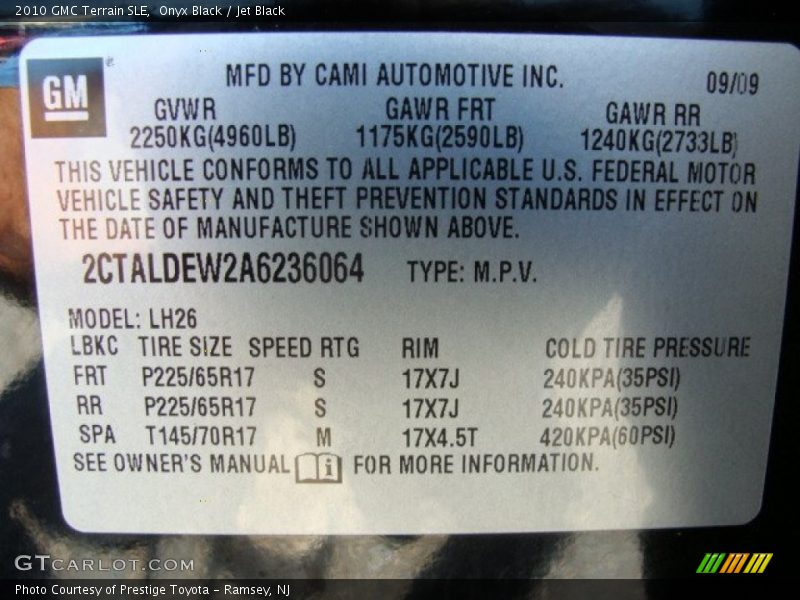 2010 GMC Terrain SLE, Onyx Black / Jet Black
GM
MFD BY CAMI AUTOMOTIVE INC. 09/09
GVWR GAWR FRT GAWR RR
2250KG(4960LB) 1175KG(2590LB) 1240KG(2733LB)
THIS VEHICLE CONFORMS TO ALL APPLICABLE U.S. FEDERAL MOTOR
VEHICLE SAFETY AND THEFT PREVENTION STANDARDS IN EFFECT ON
THE DATE OF MANUFACTURE SHOWN ABOVE.
2CTALDEW2A6236064 TYPE: M.P.V.
MODEL: LH26
LBKC TIRE SIZE SPEED RTG RIM COLD TIRE PRESSURE
FRT P225/65R17 S 17X7J 240KPA(35PSI)
RR P225/65R17 S 17X7J 240KPA(35PSI)
SPA T145/70R17 M 17X4.5T 420KPA(60PSI)
SEE OWNER'S MANUAL i FOR MORE INFORMATION.
GTCARLOT.COM
Photo Courtesy of Prestige Toyota - Ramsey, NJ